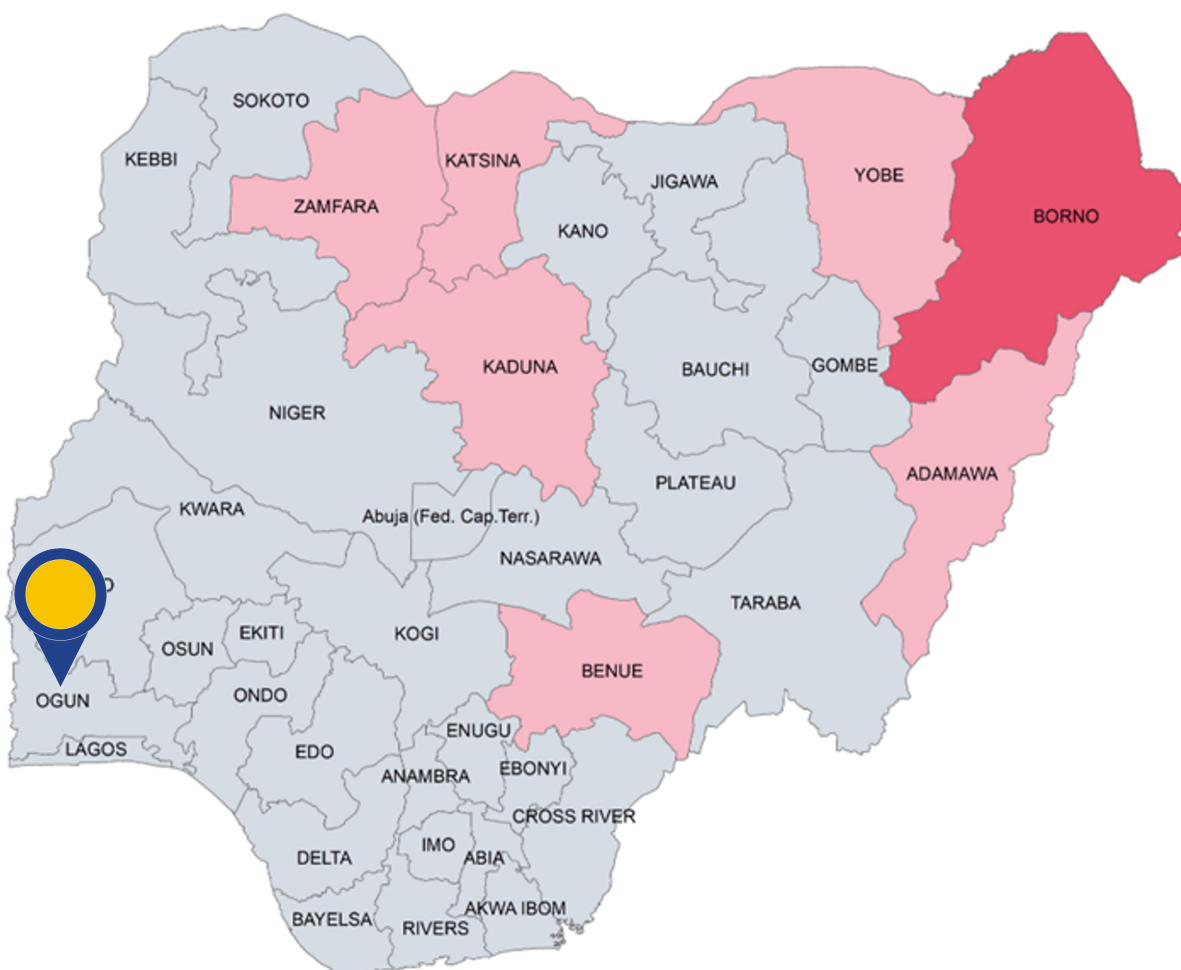 SOKOTO
KEBBI
KATSINA
YOBE
JIGAWA
ZAMFARA
BORNO
KANO
KADUNA
GOMBE
BAUCHI
NIGER
ADAMAWA
PLATEAU
KWARA
Abuja (Fed. Cap.Terr.)
NASARAWA
TARABA
EKITI
KOGI
OSUN
BENUE
ONDO
OGUN
ENUGU
LAGOS
EDO
EBONYI
ANAMBRA
CROSS RIVER
IMO
DELTA
ABIA
AKWA IBOM
BAYELSA
RIVERS